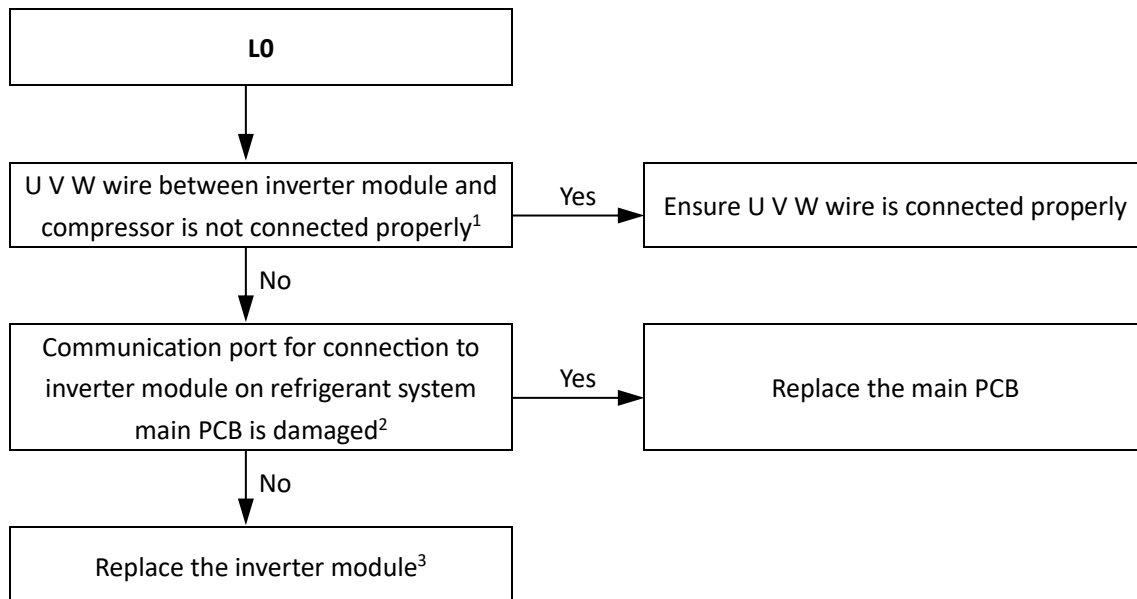 L0
U V W wire between inverter module and
compressor is not connected properly¹
Yes
Ensure U V W wire is connected properly
No
Communication port for connection to
inverter module on refrigerant system
main PCB is damaged²
Yes
Replace the main PCB
No
Replace the inverter module³